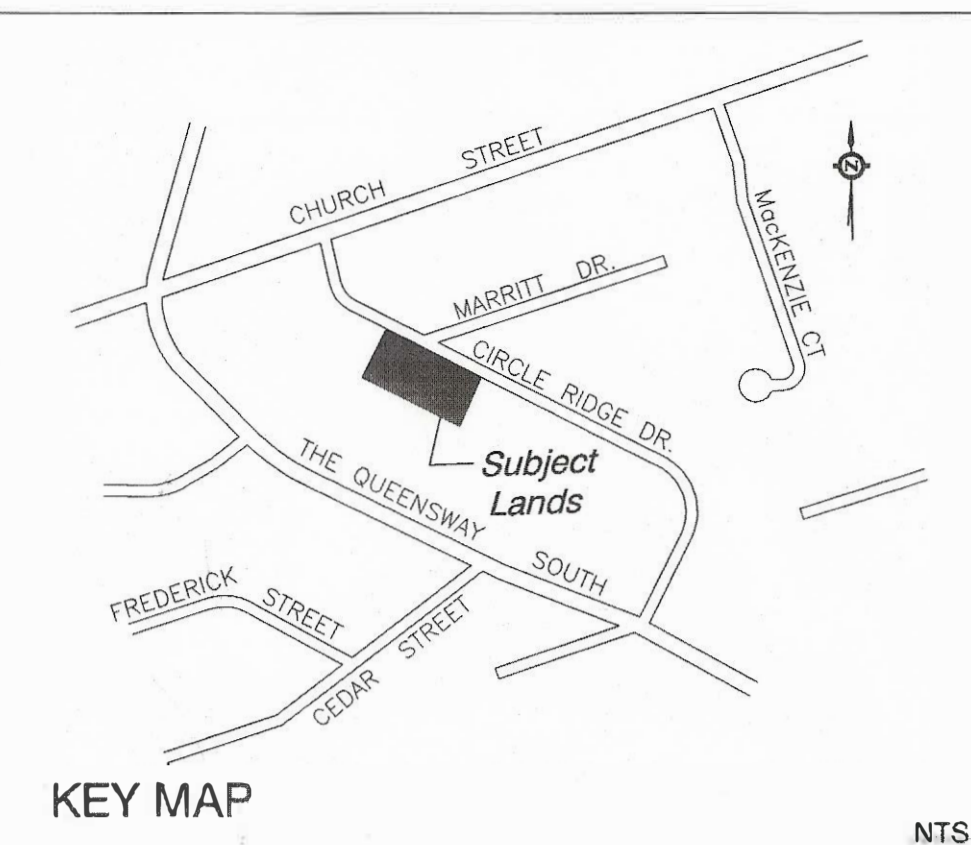 CHURCH STREET
MARRITT DR.
MacKENZIE CT
CIRCLE RIDGE DR.
Subject
Lands
THE QUEENSWAY SOUTH
FREDERICK STREET
CEDAR STREET
N
KEY MAP
NTS